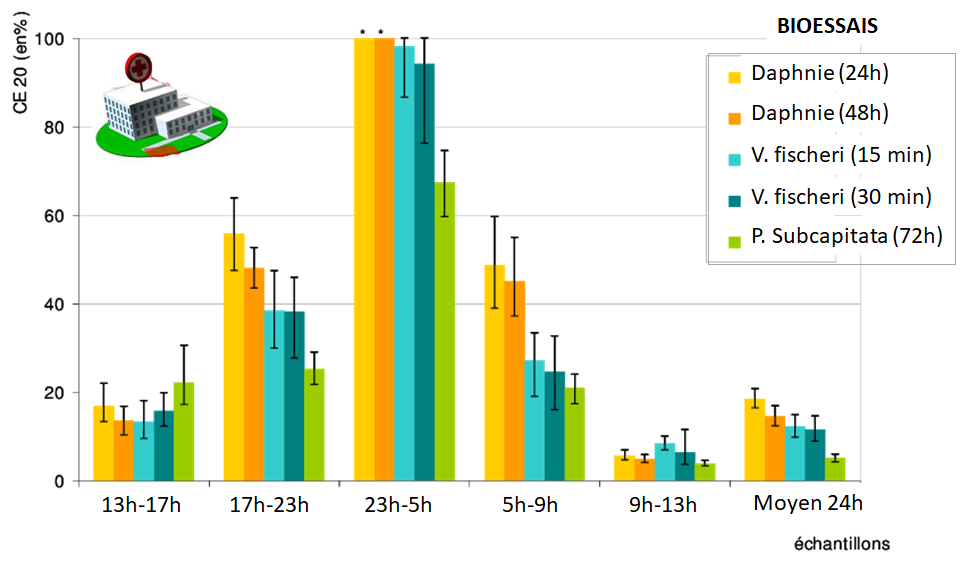 CE 20 (en%)
100
80
60
40
20
0
* *
BIOESSAIS
Daphnie (24h)
Daphnie (48h)
V. fischeri (15 min)
V. fischeri (30 min)
P. Subcapitata (72h)
13h-17h 17h-23h 23h-5h 5h-9h 9h-13h Moyen 24h
échantillons